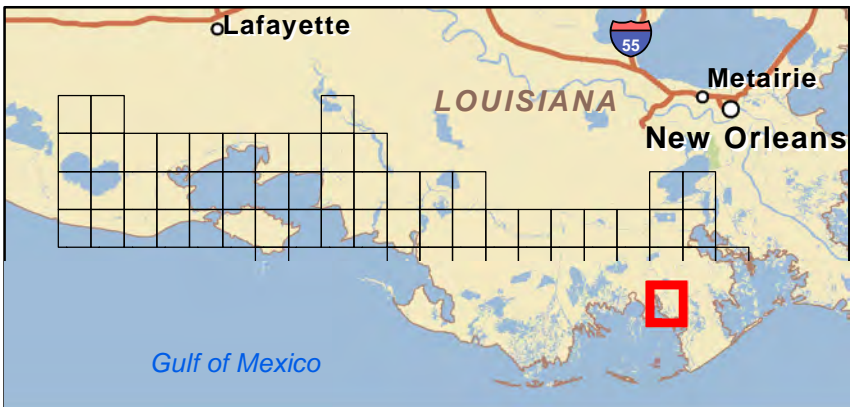 Lafayette
55
Metairie
LOUISIANA
New Orleans
Gulf of Mexico